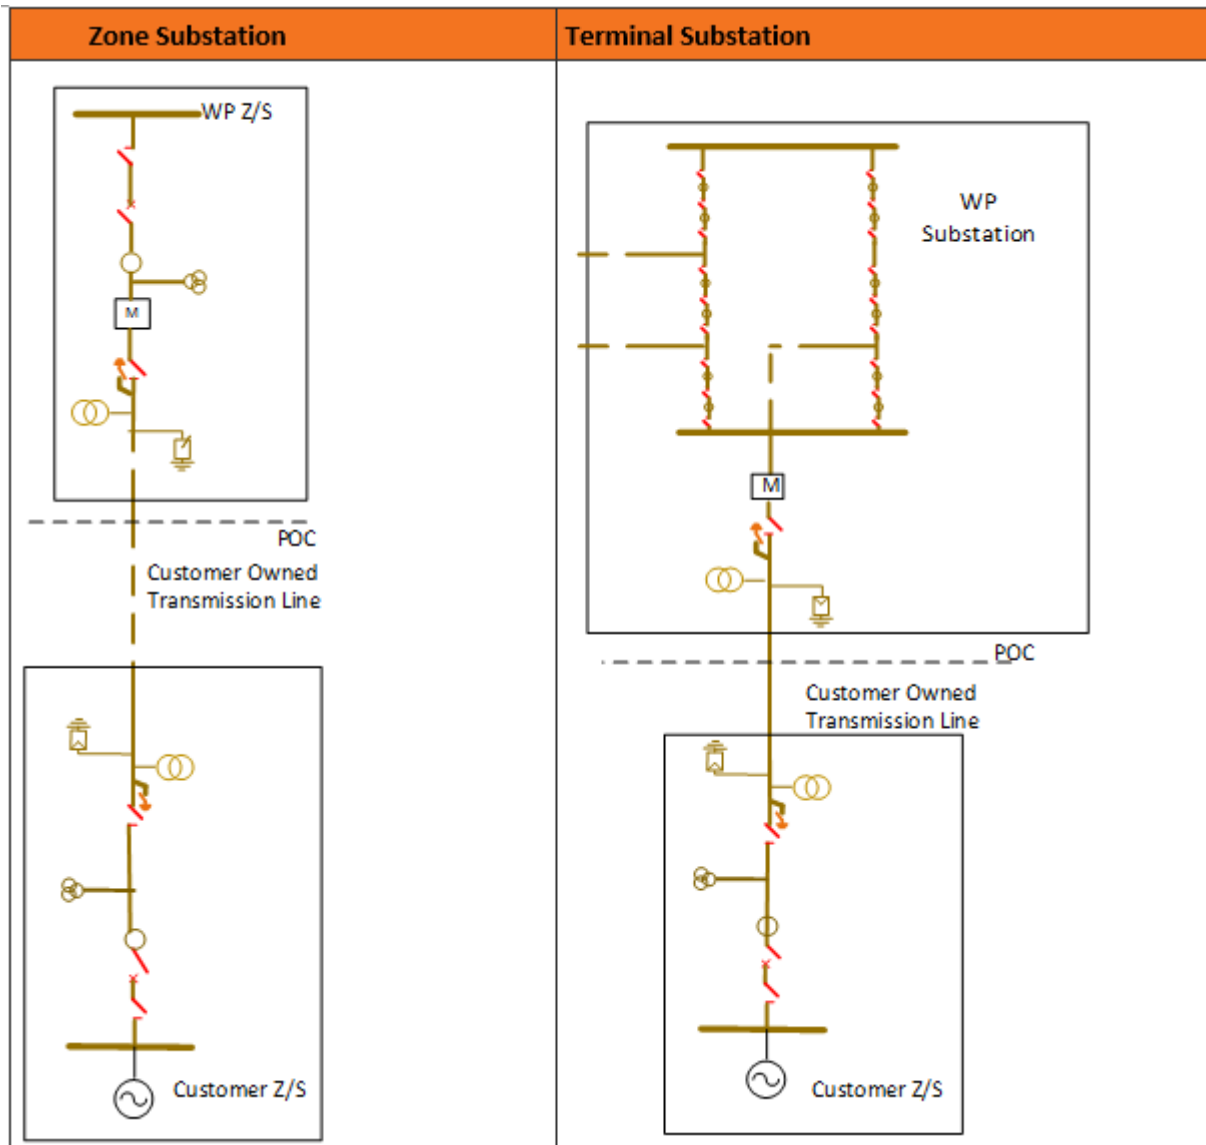 Zone Substation
Terminal Substation
WP Z/S
M
POC
Customer Owned
Transmission Line
Customer Z/S
WP
Substation
M
POC
Customer Owned
Transmission Line
Customer Z/S